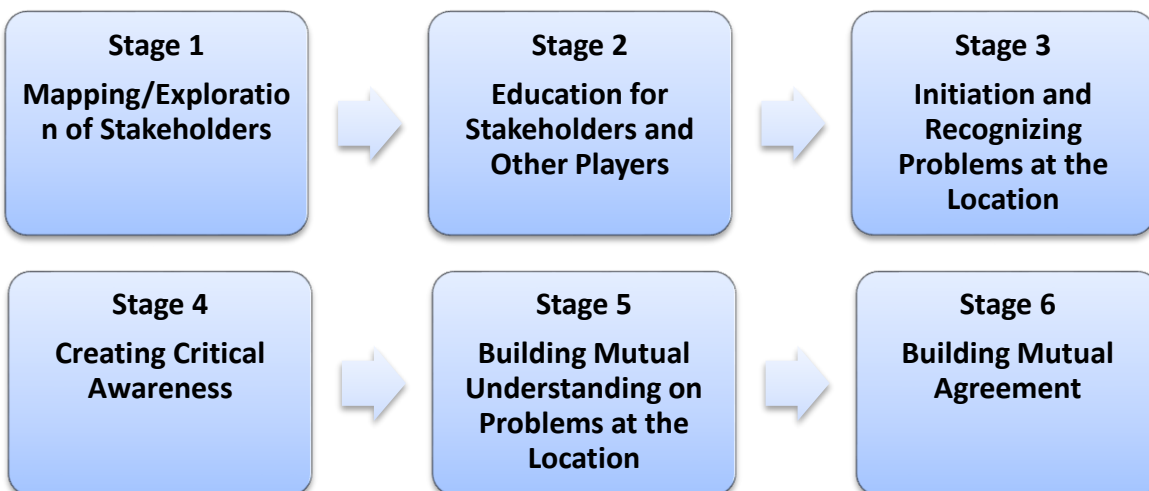 Stage 1
Mapping/Exploratio
n of Stakeholders
Stage 2
Education for
Stakeholders and
Other Players
Stage 3
Initiation and
Recognizing
Problems at the
Location
Stage 4
Creating Critical
Awareness
Stage 5
Building Mutual
Understanding on
Problems at the
Location
Stage 6
Building Mutual
Agreement